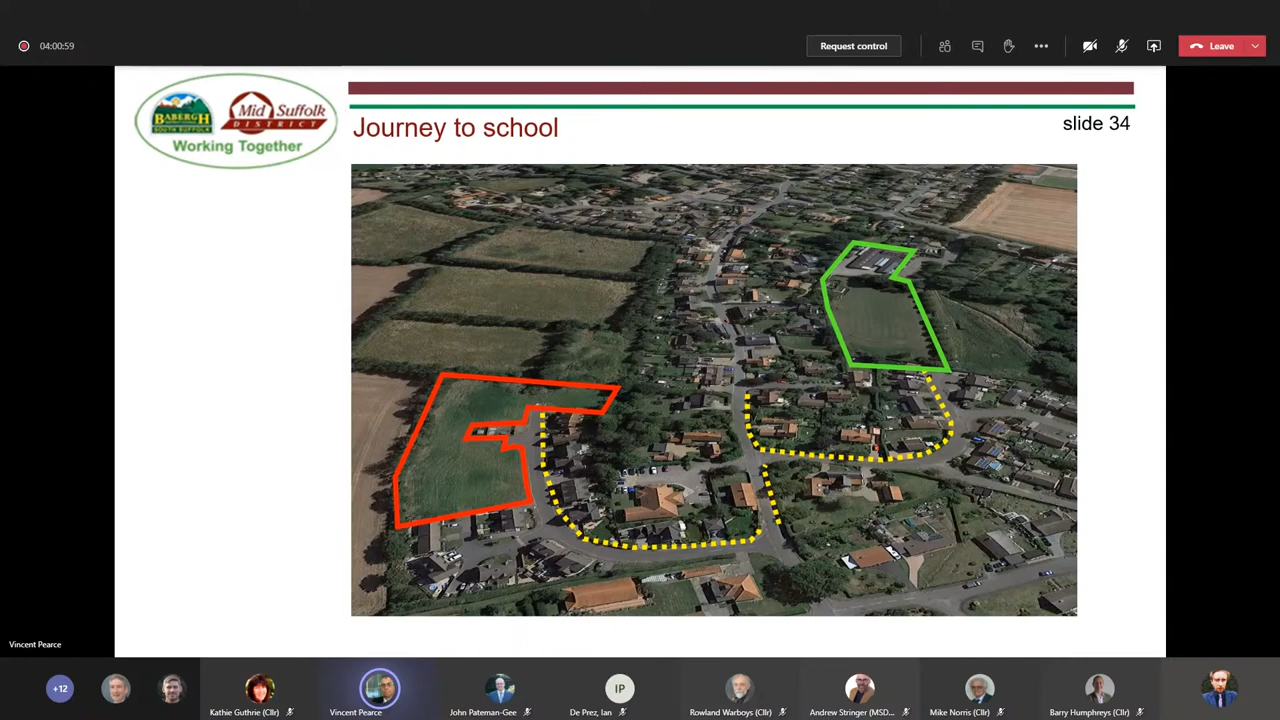 04:00:59
Request control
Leave
BABERGH
SOUTH SUFFOLK
Mid Suffolk
DISTRICT
Working Together
Journey to school
slide 34
Vincent Pearce
+12
Kathie Guthrie (Cllr)
Vincent Pearce
John Pateman-Gee
IP
De Prez, Ian
Rowland Warboys (Cllr)
Andrew Stringer (MSD...
Mike Norris (Cllr)
Barry Humphreys (Cllr)